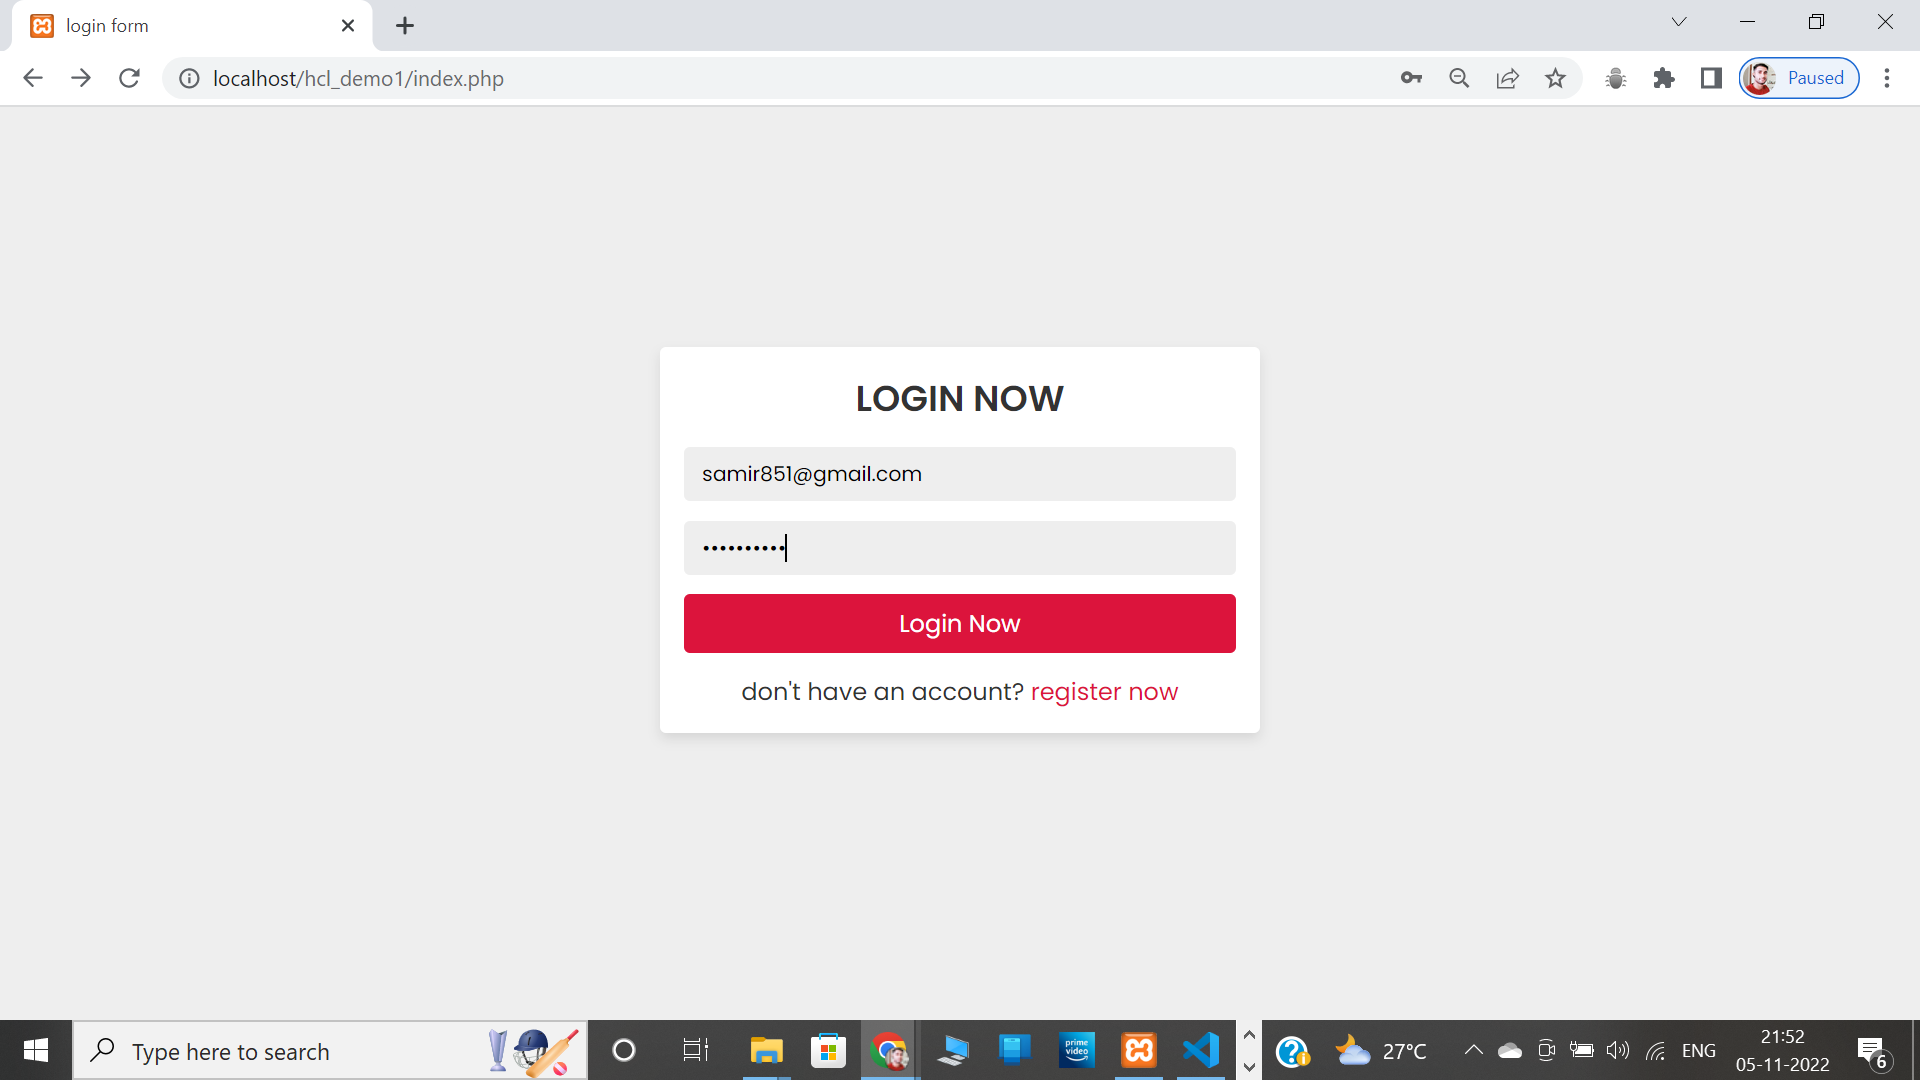 login form
localhost/hcl_demo1/index.php
Paused
LOGIN NOW
samir851@gmail.com
••••••••••
Login Now
don't have an account? register now
Type here to search
prime video
27°C
ENG
21:52
05-11-2022
6